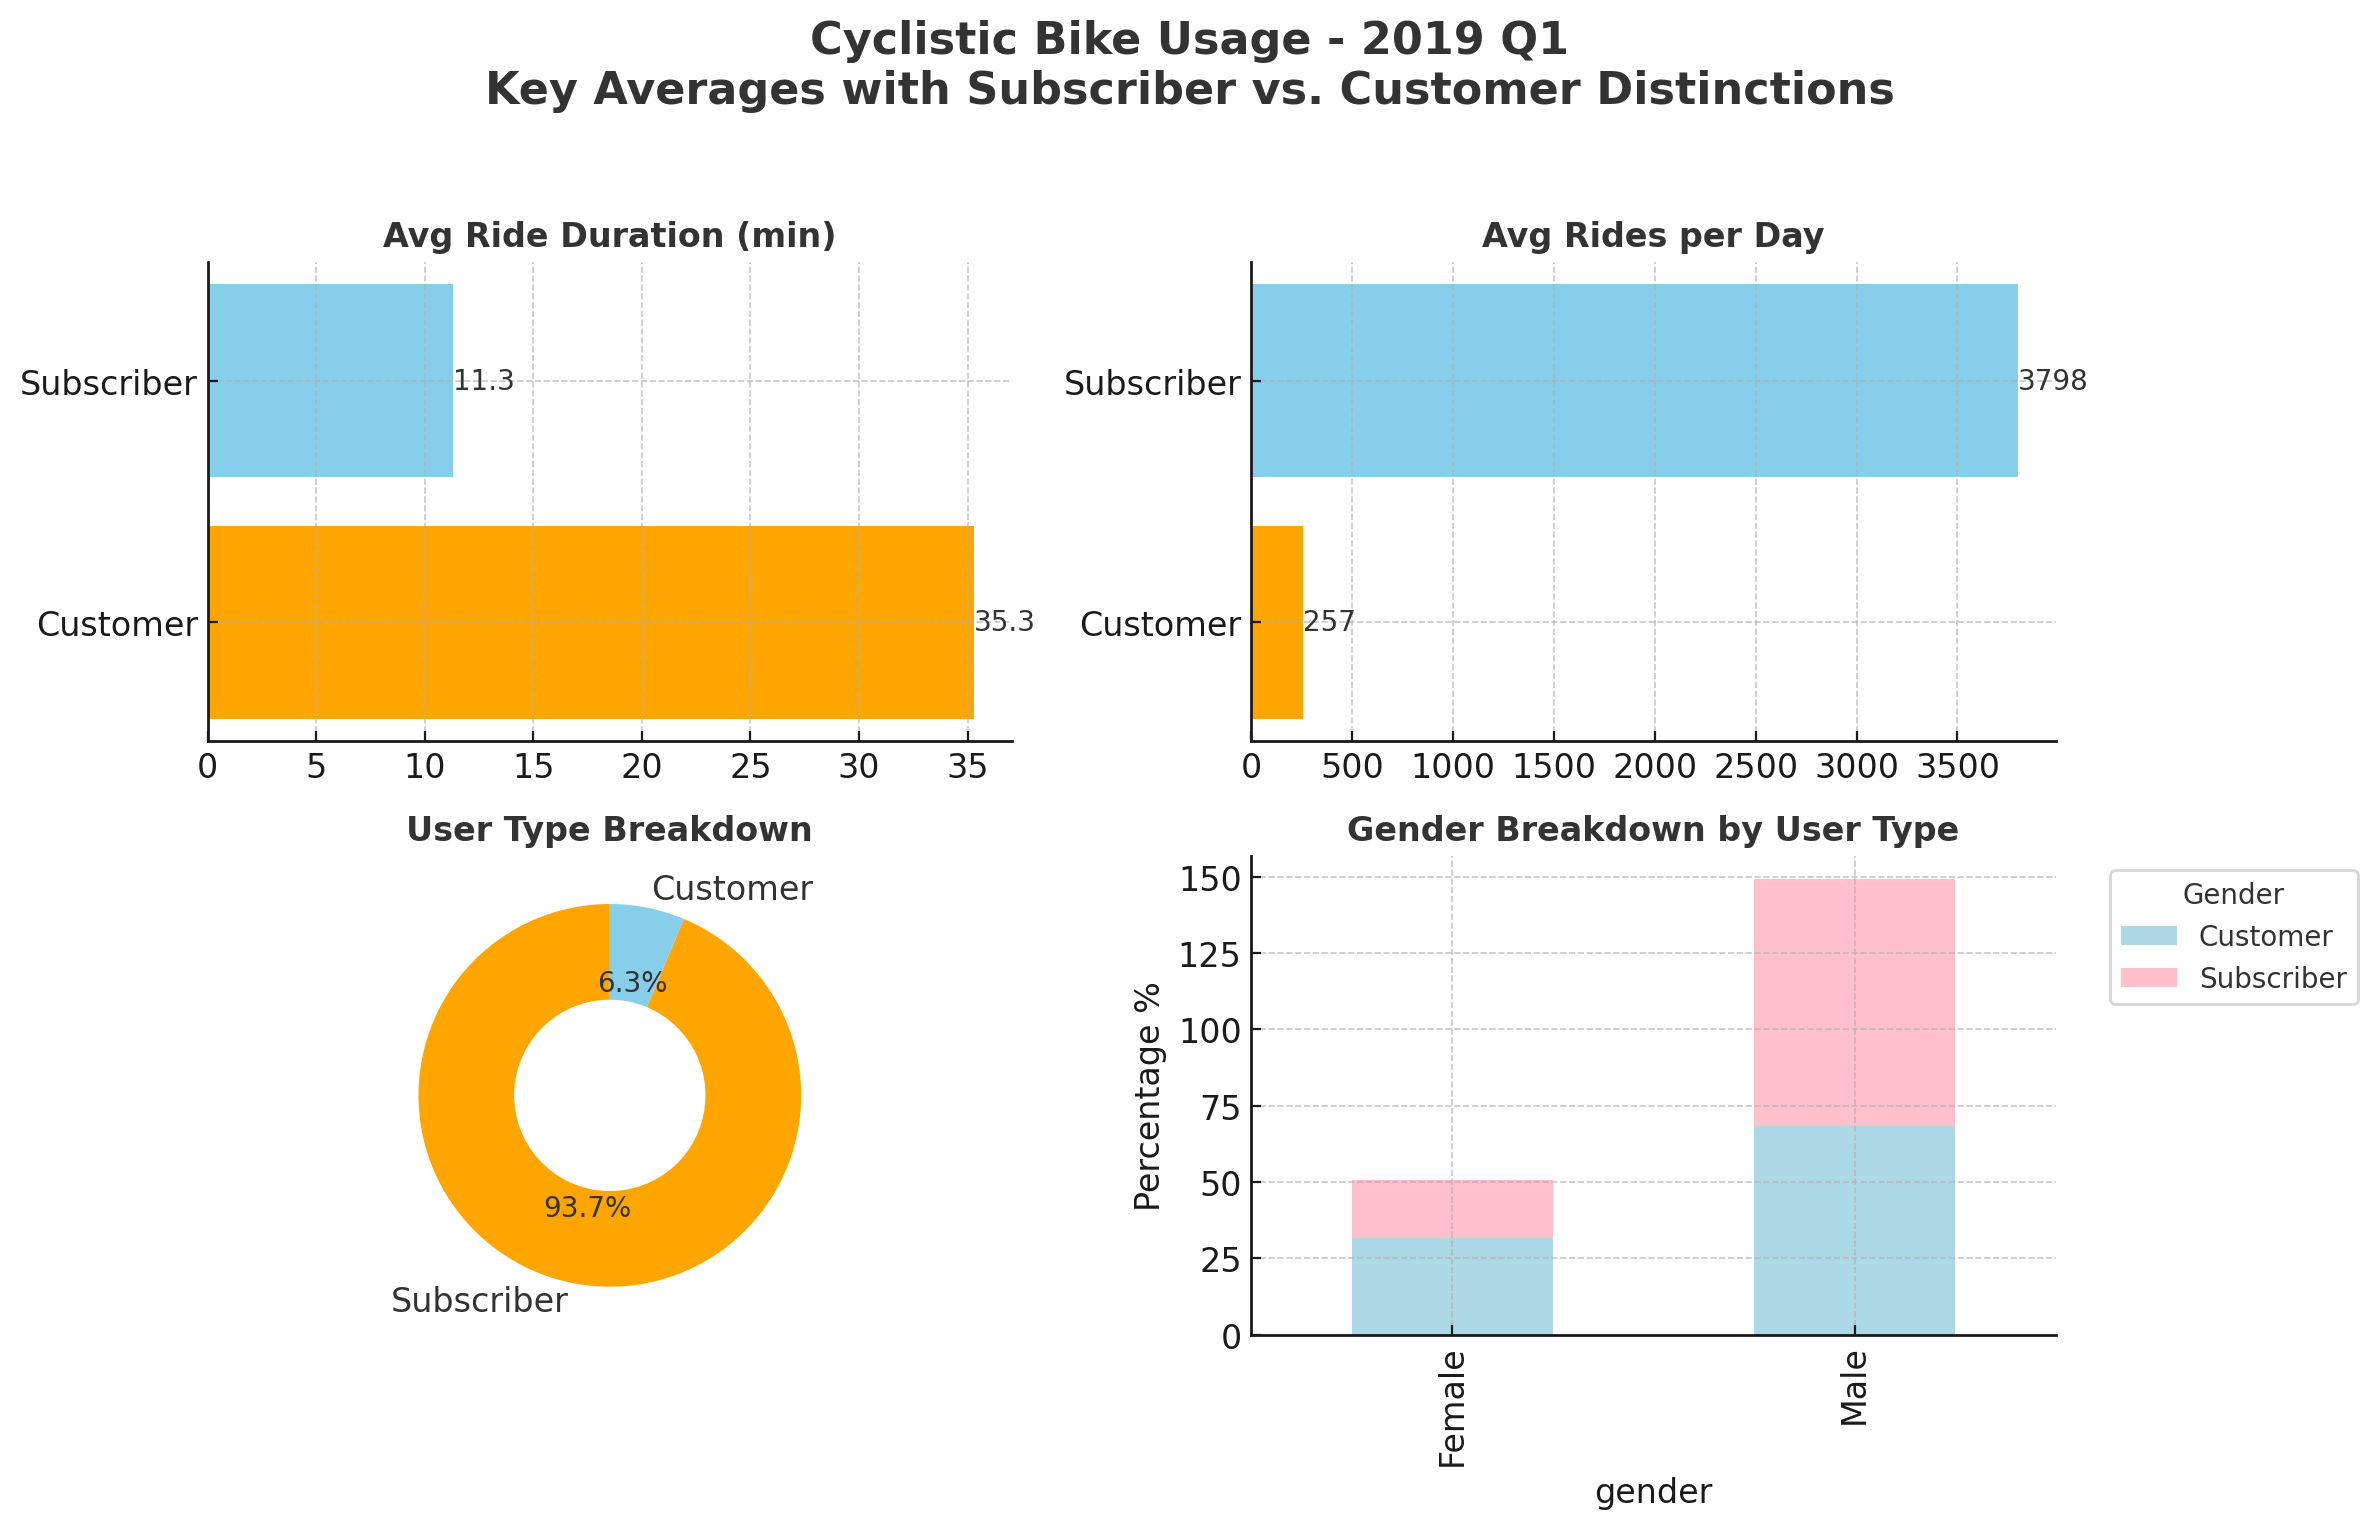 Cyclistic Bike Usage - 2019 Q1
Key Averages with Subscriber vs. Customer Distinctions
Avg Ride Duration (min)
Subscriber
11.3
Customer
35.3
0 5 10 15 20 25 30 35
Avg Rides per Day
Subscriber
3798
Customer
257
0 500 1000 1500 2000 2500 3000 3500
User Type Breakdown
Customer
6.3%
93.7%
Subscriber
Gender Breakdown by User Type
Percentage %
150
125
100
75
50
25
0
Female
Male
gender
Gender
Customer
Subscriber